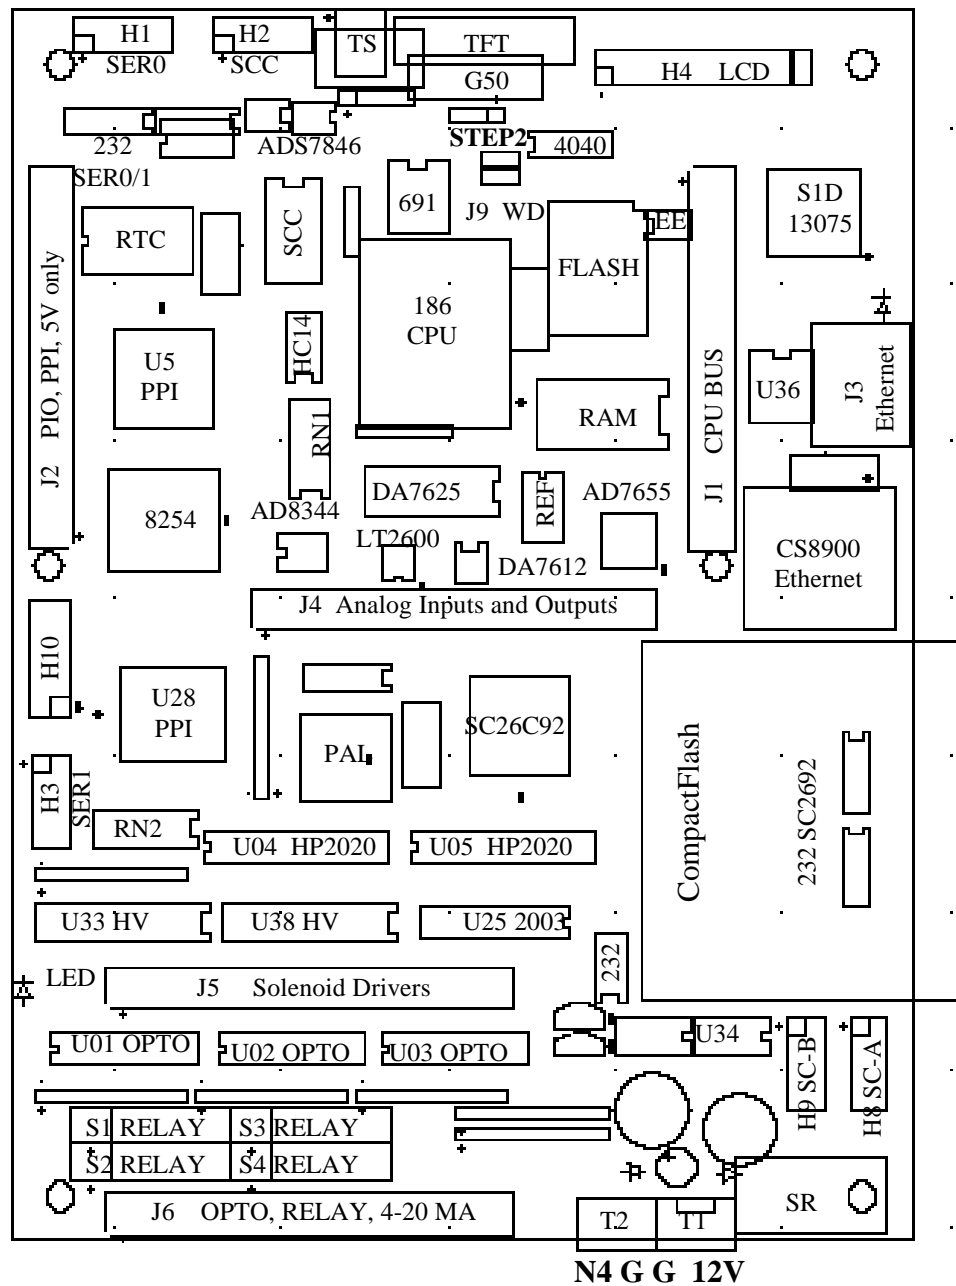 H1
SER0
H2
SCC
TS
TFT
G50
H4 LCD
232
SER0/1
ADS7846
STEP2
4040
691
J9 WD
EE
S1D
13075
RTC
SCC
FLASH
J2 PIO, PPI, 5V only
186
CPU
HC14
U5
PPI
J1 CPU BUS
U36
J3
Ethernet
RN1
RAM
8254
AD8344
DA7625
LT2600
REF
AD7655
DA7612
CS8900
Ethernet
J4 Analog Inputs and Outputs
H10
U28
PPI
PAL
SC26C92
CompactFlash
232 SC2692
H3
SER1
RN2
U04 HP2020
U05 HP2020
U33 HV
U38 HV
U25 2003
232
LED
J5 Solenoid Drivers
U01 OPTO
U02 OPTO
U03 OPTO
U34
H9 SC-B
H8 SC-A
S1 RELAY
S3 RELAY
S2 RELAY
S4 RELAY
J6 OPTO, RELAY, 4-20 MA
T2
T1
SR
N4 G G 12V